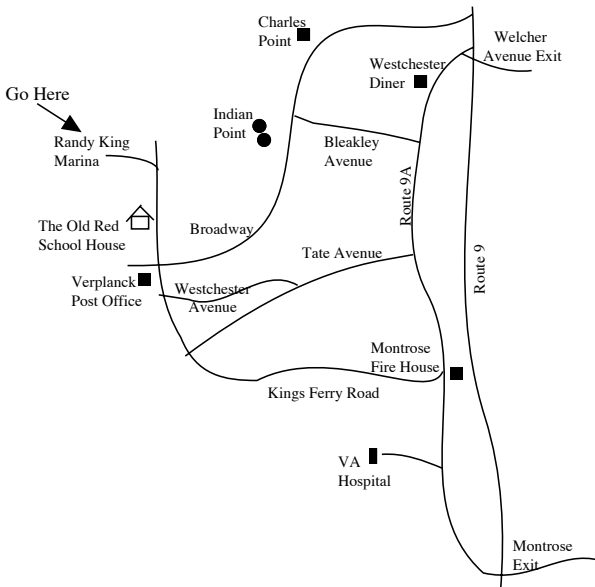 Charles
Point
Welcher
Avenue Exit
Westchester
Diner
Go Here
Indian
Point
Randy King
Marina
Bleakley
Avenue
Route 9A
The Old Red
School House
Broadway
Tate Avenue
Route 9
Verplanck
Post Office
Westchester
Avenue
Montrose
Fire House
Kings Ferry Road
VA
Hospital
Montrose
Exit